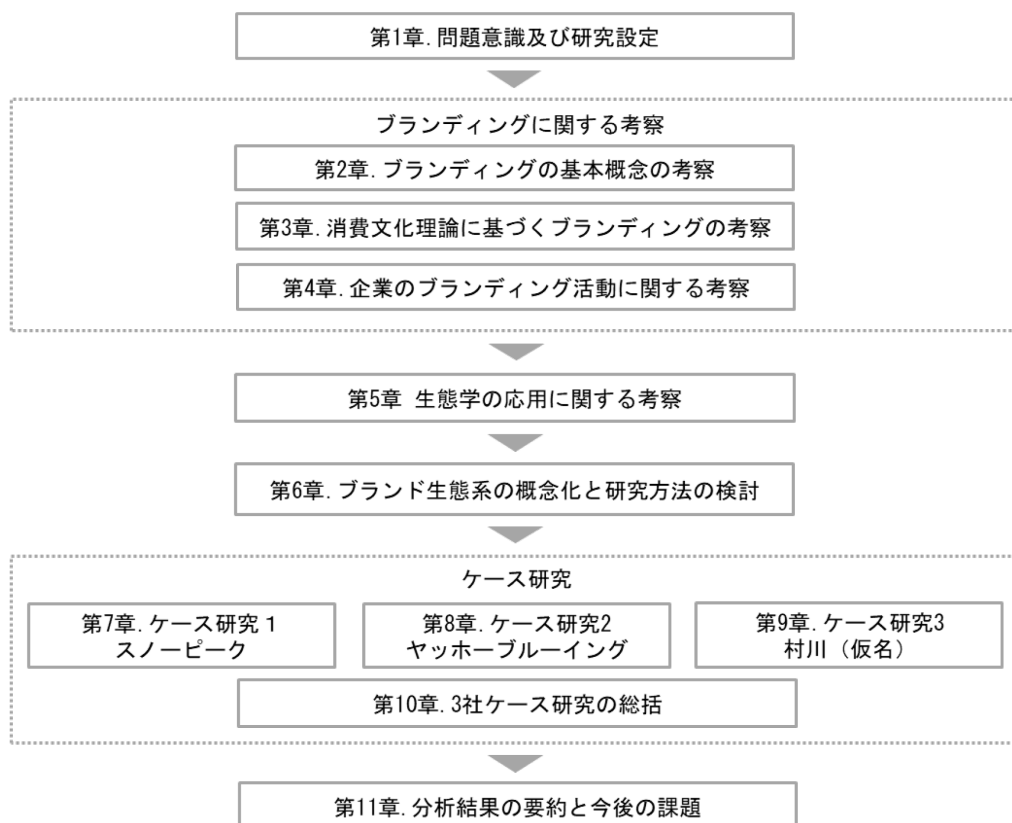 第1章．問題意識及び研究設定
ブランディングに関する考察
第2章．ブランディングの基本概念の考察
第3章．消費文化理論に基づくブランディングの考察
第4章．企業のブランディング活動に関する考察
第5章 生態学の応用に関する考察
第6章．ブランド生態系の概念化と研究方法の検討
ケース研究
第7章．ケース研究１
スノーピーク
第8章．ケース研究2
ヤッホーブルーイング
第9章．ケース研究3
村川（仮名）
第10章．3社ケース研究の総括
第11章．分析結果の要約と今後の課題